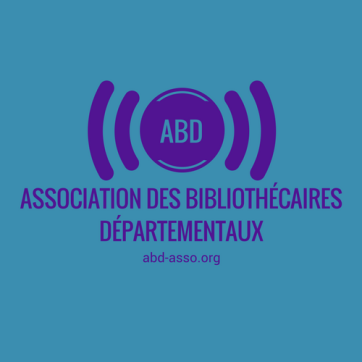 ABD
ASSOCIATION DES BIBLIOTHÉCAIRES
DÉPARTEMENTAUX
abd-asso.org